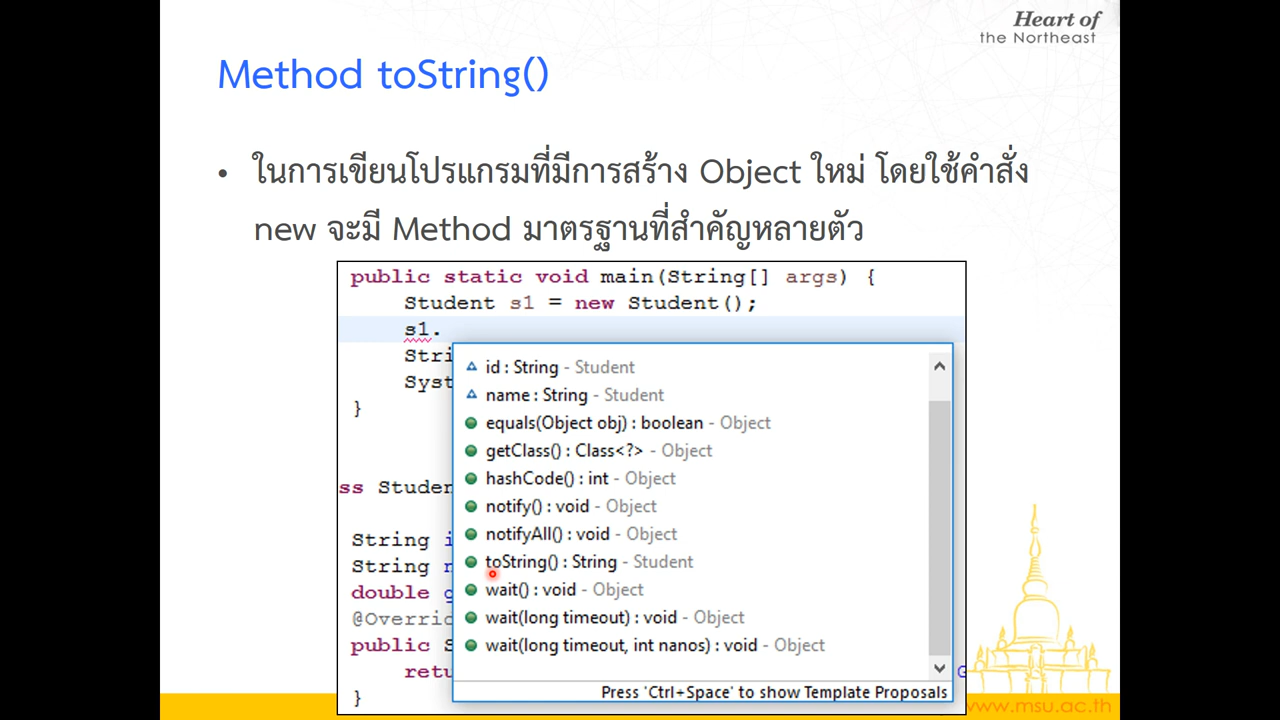 Heart of
the Northeast
Method toString()
• ในการเขียนโปรแกรมที่มีการสร้าง Object ใหม่ โดยใช้คำสั่ง
new จะมี Method มาตรฐานที่สำคัญหลายตัว
public static void main(String[] args) {
Student s1 = new Student();
s1.
Stri
Syst
}
id : String - Student
name : String - Student
equals(Object obj) : boolean - Object
getClass() : Class<?> - Object
hashCode() : int - Object
notify() : void - Object
notifyAll() : void - Object
toString() : String - Student
wait() : void - Object
wait(long timeout) : void - Object
wait(long timeout, int nanos) : void - Object
Press 'Ctrl+Space' to show Template Proposals
ss Studen
String i
String n
double g
@Overrid
public S
retu G
}
www.msu.ac.th